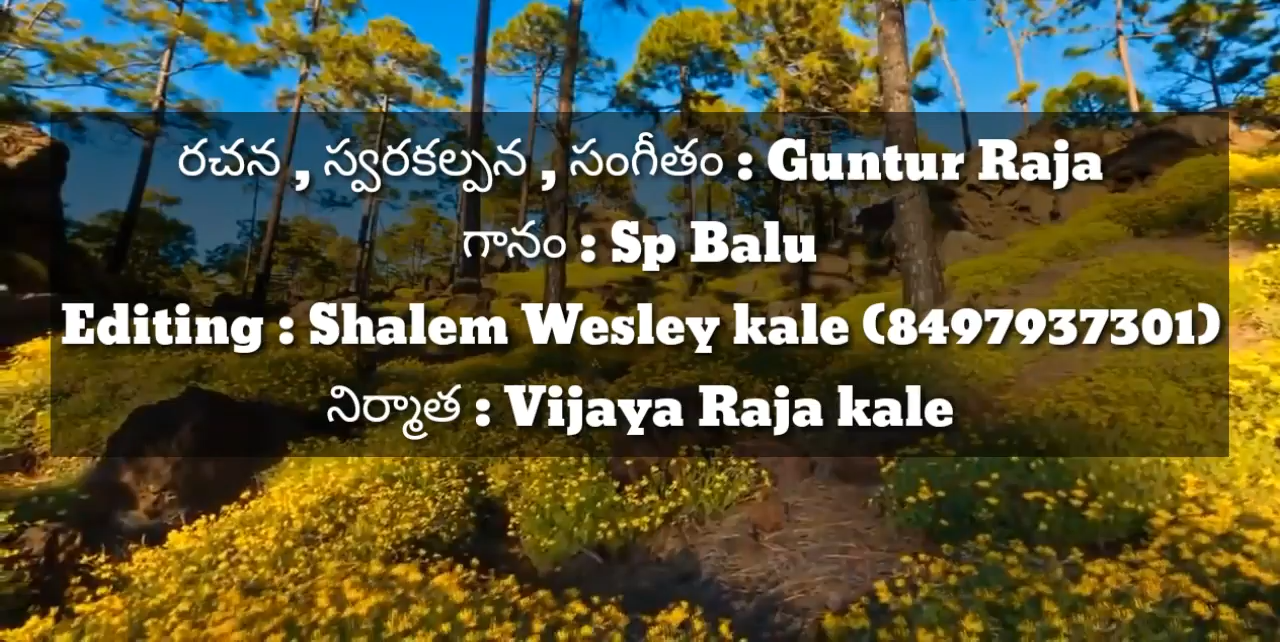 రచన , స్వరకల్పన , సంగీతం : Guntur Raja
గానం : Sp Balu
Editing : Shalem Wesley kale (8497937301)
నిర్మాత : Vijaya Raja kale